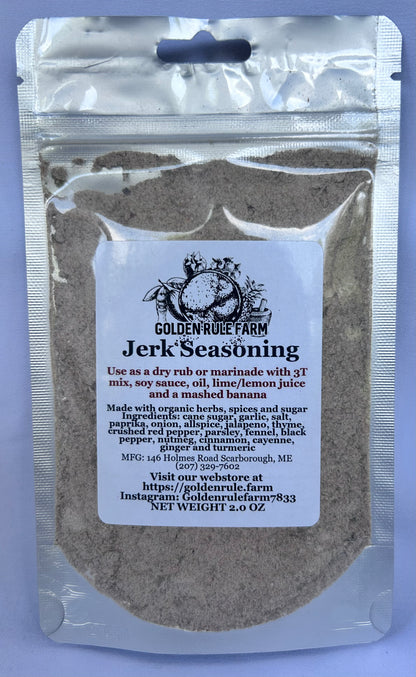 GOLDEN RULE FARM
Jerk Seasoning
Use as a dry rub or marinade with 3T
mix, soy sauce, oil, lime/lemon juice
and a mashed banana
Made with organic herbs, spices and sugar
Ingredients: cane sugar, garlic, salt,
paprika, onion, allspice, jalapeno, thyme,
crushed red pepper, parsley, fennel, black
pepper, nutmeg, cinnamon, cayenne,
ginger and turmeric
MFG: 146 Holmes Road Scarborough, ME
(207) 329-7602
Visit our webstore at
https://goldenrule.farm
Instagram: Goldenrulefarm7833
NET WEIGHT 2.0 OZ